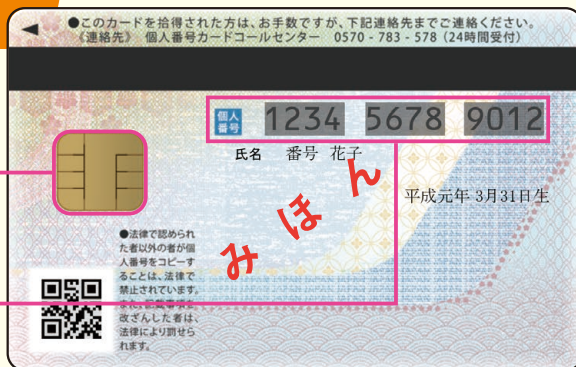 ●このカードを拾得された方は、お手数ですが、下記連絡先までご連絡ください。
《連絡先》 個人番号カードコールセンター 0570-783-578（24時間受付）
個人
番号
1234 5678 9012
氏名 番号 花子
平成元年 3月31日生
みほん
●法律で認められ
た者以外の者が個
人番号をコピーす
ることは、法律で
禁止されています。
また、記載事項を
改ざんした者は、
法律により罰せら
れます。